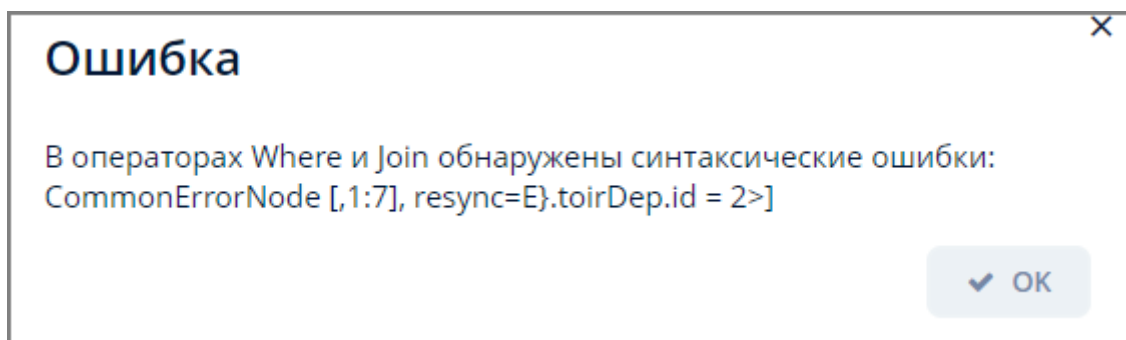 Ошибка
В операторах Where и Join обнаружены синтаксические ошибки:
CommonErrorNode [,1:7], resync=E}.toirDep.id = 2>]
OK